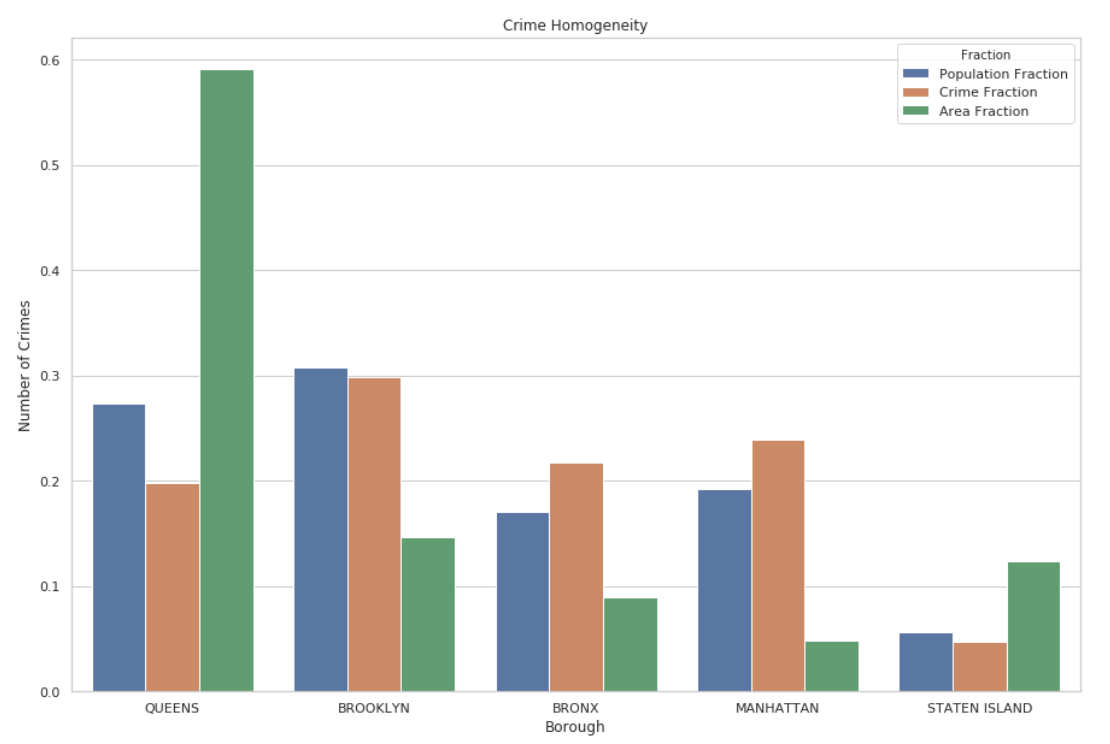 Crime Homogeneity
Fraction
Population Fraction
Crime Fraction
Area Fraction
Number of Crimes
0.6
0.5
0.4
0.3
0.2
0.1
0.0
QUEENS
BROOKLYN
BRONX
MANHATTAN
STATEN ISLAND
Borough